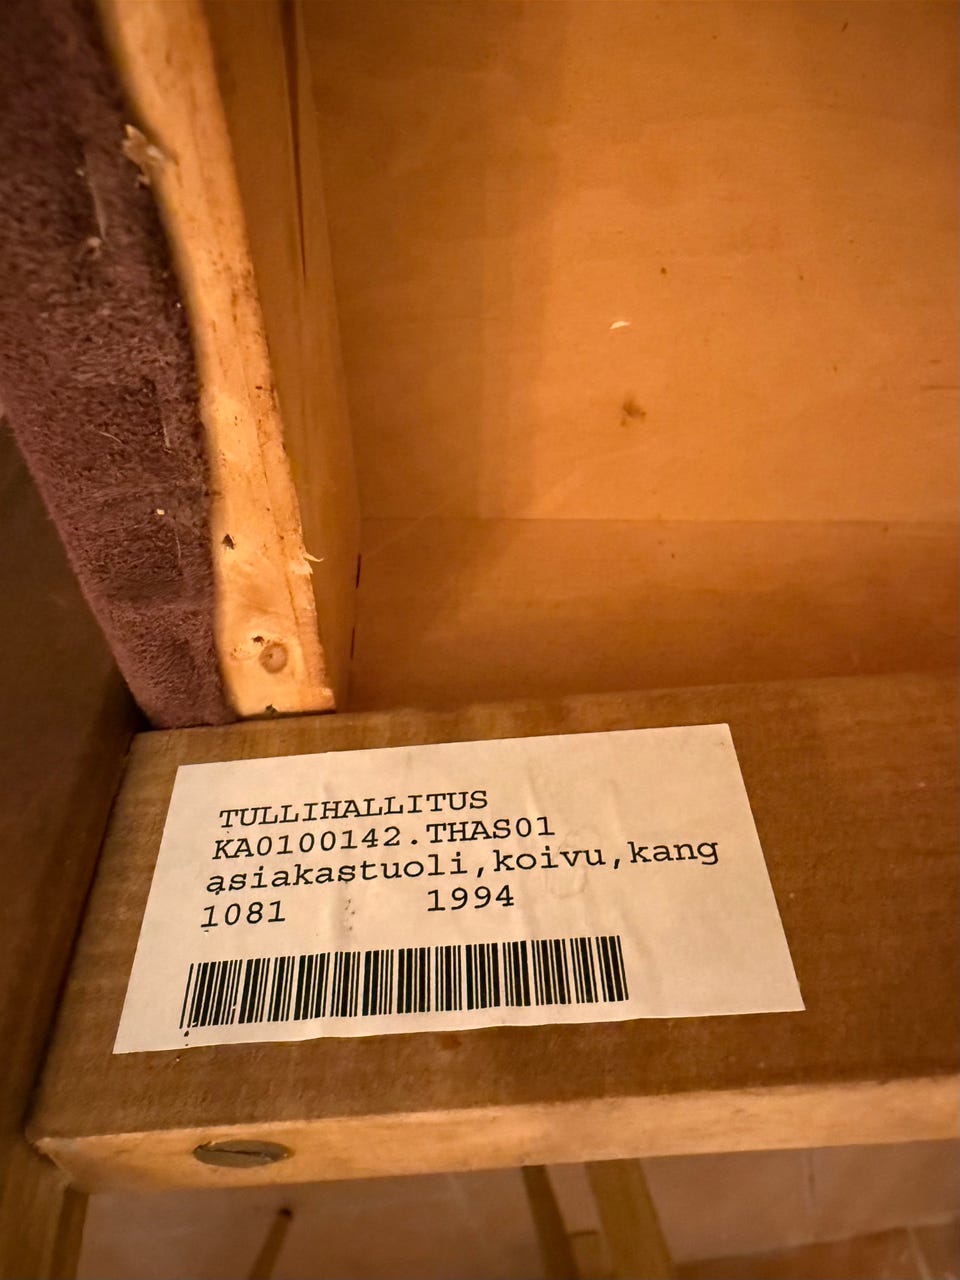 TULLIHALLITUS
KA0100142.THAS01
asiakastuoli,koivu,kang
1081 1994